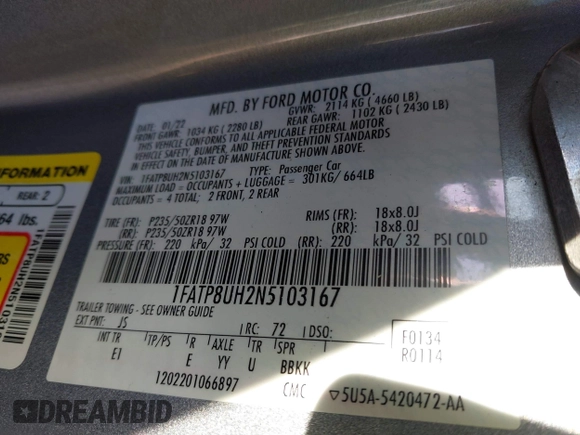 MFD. BY FORD MOTOR CO.
DATE: 01/22 GVWR: 2114 KG ( 4660 LB)
FRONT GAWR: 1034 KG ( 2280 LB) REAR GAWR: 1102 KG ( 2430 LB)
THIS VEHICLE CONFORMS TO ALL APPLICABLE FEDERAL MOTOR
VEHICLE SAFETY, BUMPER, AND THEFT PREVENTION STANDARDS
IN EFFECT ON THE DATE OF MANUFACTURE SHOWN ABOVE.
VIN: 1FATP8UH2N5103167 TYPE: Passenger Car
MAXIMUM LOAD = OCCUPANTS + LUGGAGE = 301KG/ 664LB
OCCUPANTS = 4 TOTAL; 2 FRONT, 2 REAR
TIRE (FR): P235/50ZR18 97W RIMS (FR): 18x8.0J
(RR): P235/50ZR18 97W (RR): 18x8.0J
PRESSURE (FR): 220 kPa/ 32 PSI COLD (RR): 220 kPa/ 32 PSI COLD
1FATP8UH2N5103167
TRAILER TOWING - SEE OWNER GUIDE
EXT PNT: JS RC: 72 DSO:
INT TR TP/PS R AXLE TR SPR
EI E YY U BBKK
F0134
R0114
1202201066897 CMC 5U5A-5420472-AA
INFORMATION
REAR: 2
64 lbs.
DREAMBID